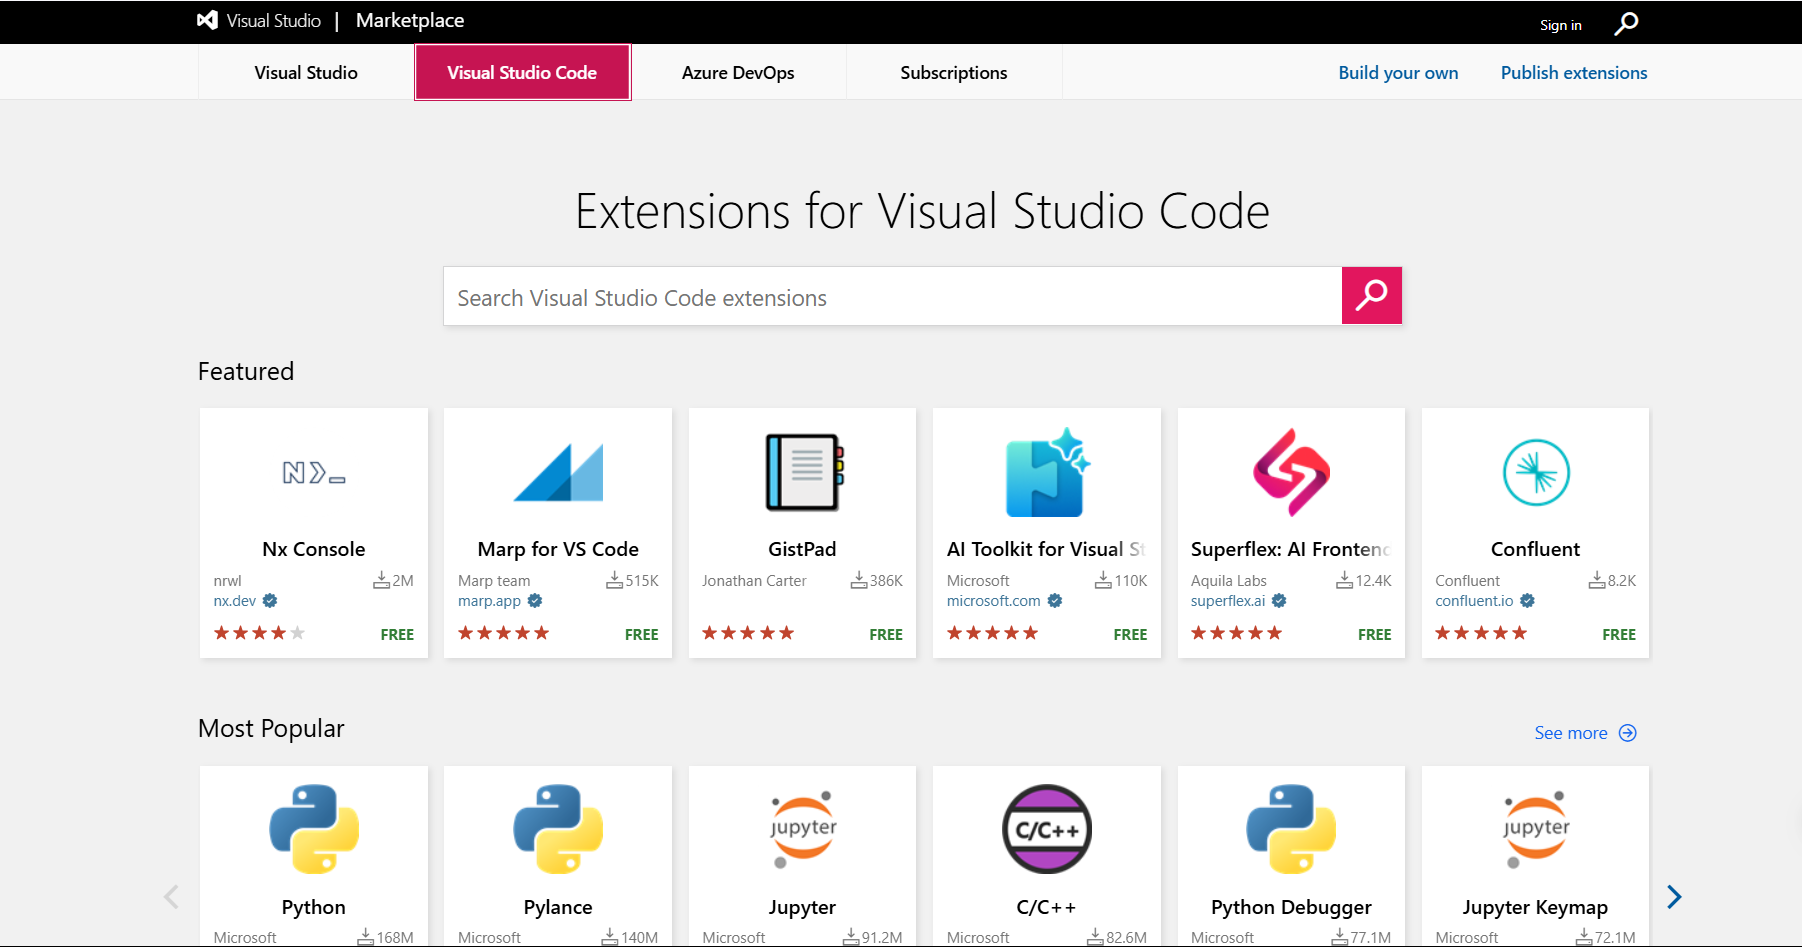 Visual Studio | Marketplace
Sign in
Visual Studio
Visual Studio Code
Azure DevOps
Subscriptions
Build your own
Publish extensions
Extensions for Visual Studio Code
Search Visual Studio Code extensions
Featured
Nx Console
nrwl 2M
nx.dev
FREE
Marp for VS Code
Marp team 515K
marp.app
FREE
GistPad
Jonathan Carter 386K
FREE
AI Toolkit for Visual St
Microsoft 110K
microsoft.com
FREE
Superflex: AI Frontend
Aquila Labs 12.4K
superflex.ai
FREE
Confluent
Confluent 8.2K
confluent.io
FREE
Most Popular
See more
Python
Microsoft 168M
Pylance
Microsoft 140M
jupyter
Jupyter
Microsoft 91.2M
C/C++
C/C++
Microsoft 82.6M
Python Debugger
Microsoft 77.1M
jupyter
Jupyter Keymap
Microsoft 72.1M